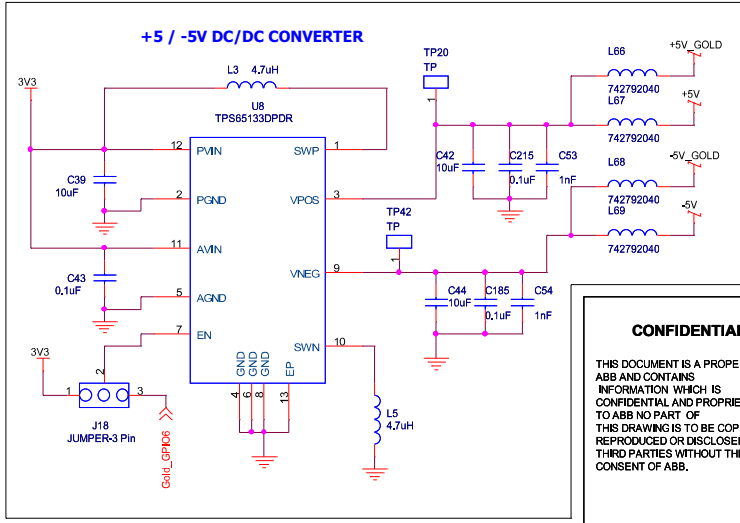 +5 / -5V DC/DC CONVERTER
3V3
L3 4.7uH
U8
TPS65133DPDR
TP20
TP
1
L66
+5V_GOLD
742792040
L67
+5V
742792040
L68
-5V_GOLD
742792040
L69
-5V
742792040
12 PVIN
SWP 1
C39
10uF
2 PGND
VPOS 3
C42
10uF
C215
0.1uF
C53
1nF
TP42
TP
1
11 AVIN
VNEG 9
C43
0.1uF
5 AGND
C44
10uF
C185
0.1uF
C54
1nF
7 EN
SWN 10
GND
GND
GND
EP
4
6
8
13
L5
4.7uH
3V3
1
2
3
J18
JUMPER-3 Pin
Gold_GPIO6
CONFIDENTIAL
THIS DOCUMENT IS A PROPE
ABB AND CONTAINS
INFORMATION WHICH IS
CONFIDENTIAL AND PROPRIE
TO ABB NO PART OF
THIS DRAWING IS TO BE COP
REPRODUCED OR DISCLOSE
THIRD PARTIES WITHOUT TH
CONSENT OF ABB.